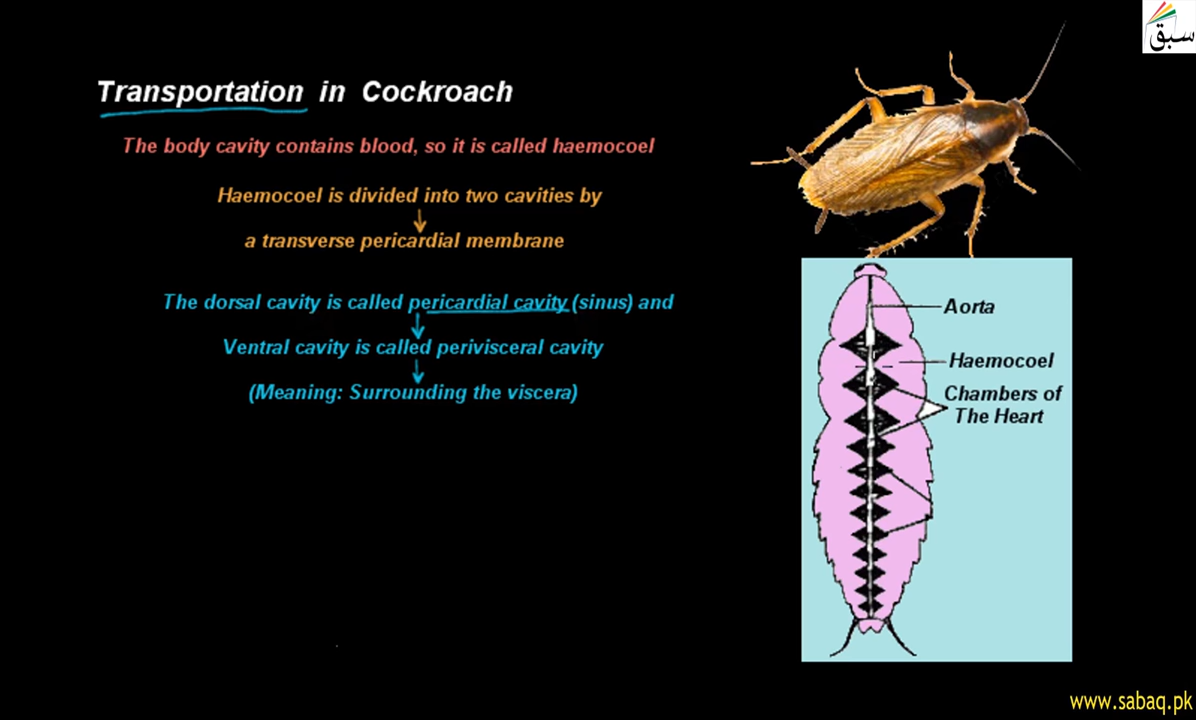 سبق
Transportation in Cockroach
The body cavity contains blood, so it is called haemocoel
Haemocoel is divided into two cavities by
a transverse pericardial membrane
The dorsal cavity is called pericardial cavity (sinus) and
Ventral cavity is called perivisceral cavity
(Meaning: Surrounding the viscera)
Aorta
Haemocoel
Chambers of
The Heart
www.sabaq.pk